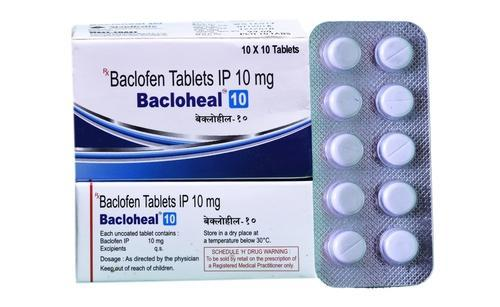 10 X 10 Tablets
Rx Baclofen Tablets IP 10 mg
Bacloheal™ 10
बेक्लोहील-१०
Baclofen Tablets IP 10 mg
Bacloheal™ 10
बेक्लोहील-१०
Each uncoated tablet contains :
Baclofen IP 10 mg
Excipients q.s.
Dosage : As directed by the physician
Keep out of reach of children.
Store in a dry place at
a temperature below 30°C.
SCHEDULE 'H' DRUG WARNING :
To be sold by retail on the prescription of
a Registered Medical Practitioner only.